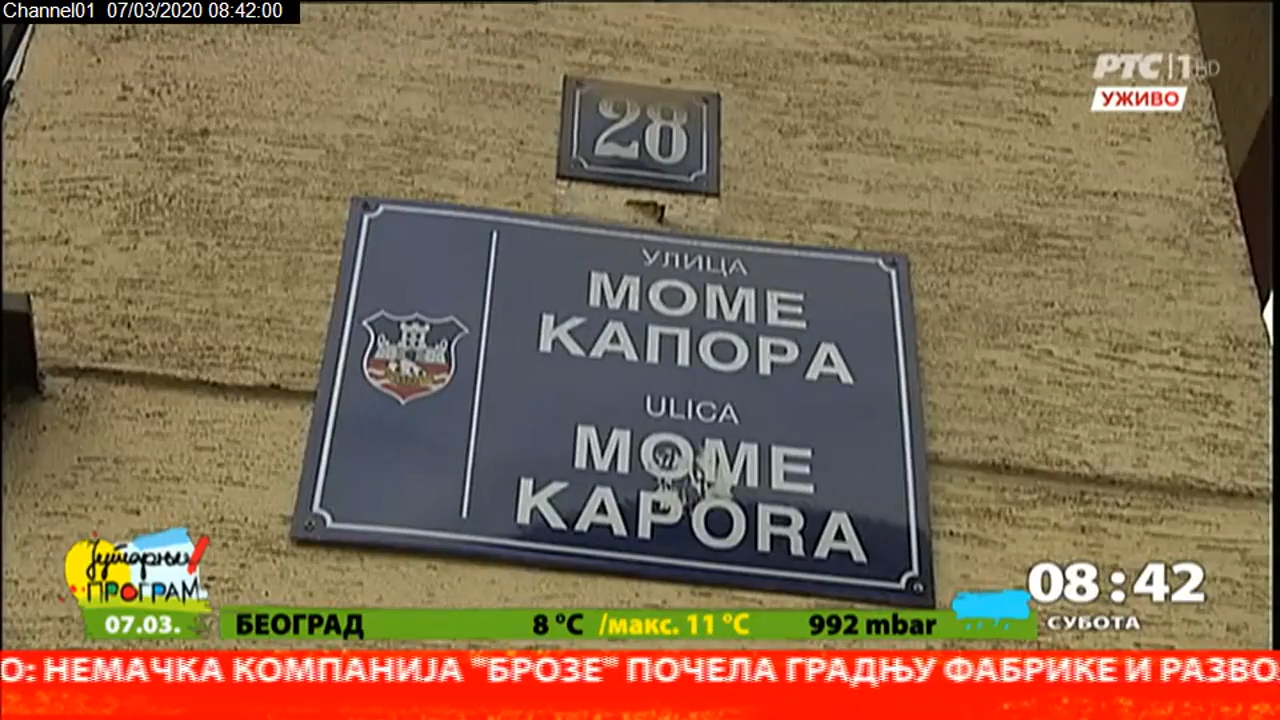 Channel01 07/03/2020 08:42:00
РТС 1 HD
УЖИВО
28
УЛИЦА
МОМЕ
КАПОРА
ULICA
MOME
KAPORA
Јутарњи
ПРОГРАМ
07.03.
БЕОГРАД 8 °C /макс. 11 °C 992 mbar
08:42
СУБОТА
О: НЕМАЧКА КОМПАНИЈА "БРОЗЕ" ПОЧЕЛА ГРАДЊУ ФАБРИКЕ И РАЗВО